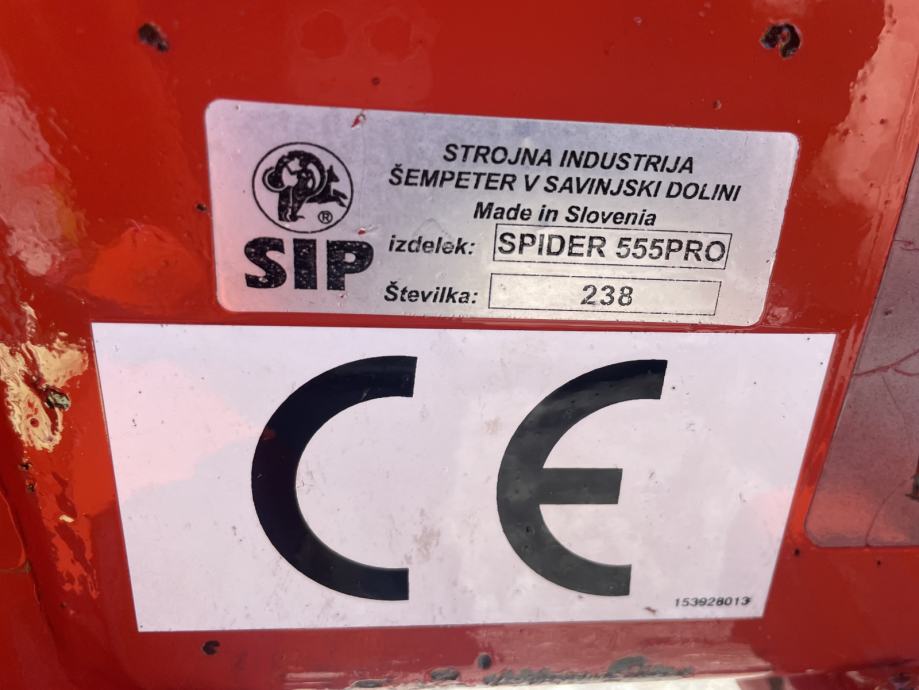 STROJNA INDUSTRIJA
ŠEMPETER V SAVINJSKI DOLINI
Made in Slovenia
®
SIP
izdelek: SPIDER 555PRO
Številka: 238
CE
153928013